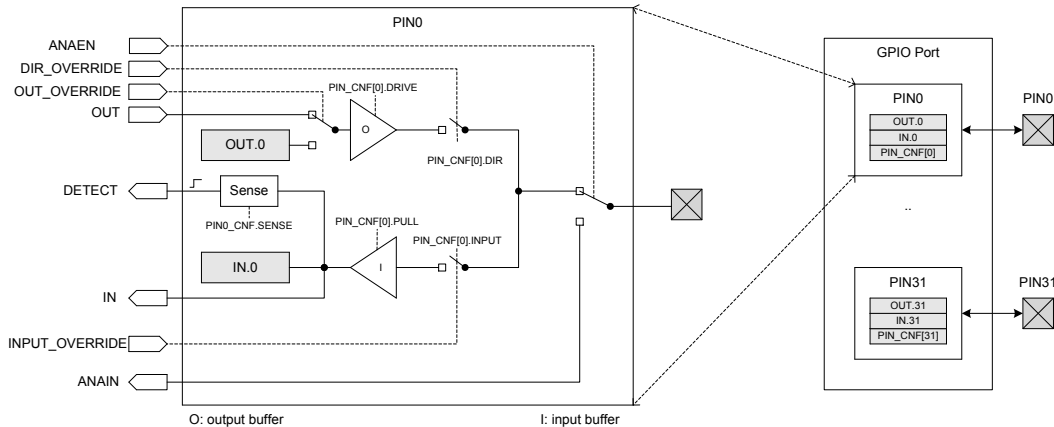 PIN0
ANAEN
DIR_OVERRIDE
OUT_OVERRIDE
OUT
PIN_CNF[0].DRIVE
O
OUT.0
PIN_CNF[0].DIR
DETECT
Sense
PIN0_CNF.SENSE
PIN_CNF[0].PULL
PIN_CNF[0].INPUT
IN.0
I
IN
INPUT_OVERRIDE
ANAIN
O: output buffer
I: input buffer
GPIO Port
PIN0
PIN0
OUT.0
IN.0
PIN_CNF[0]
..
PIN31
PIN31
OUT.31
IN.31
PIN_CNF[31]